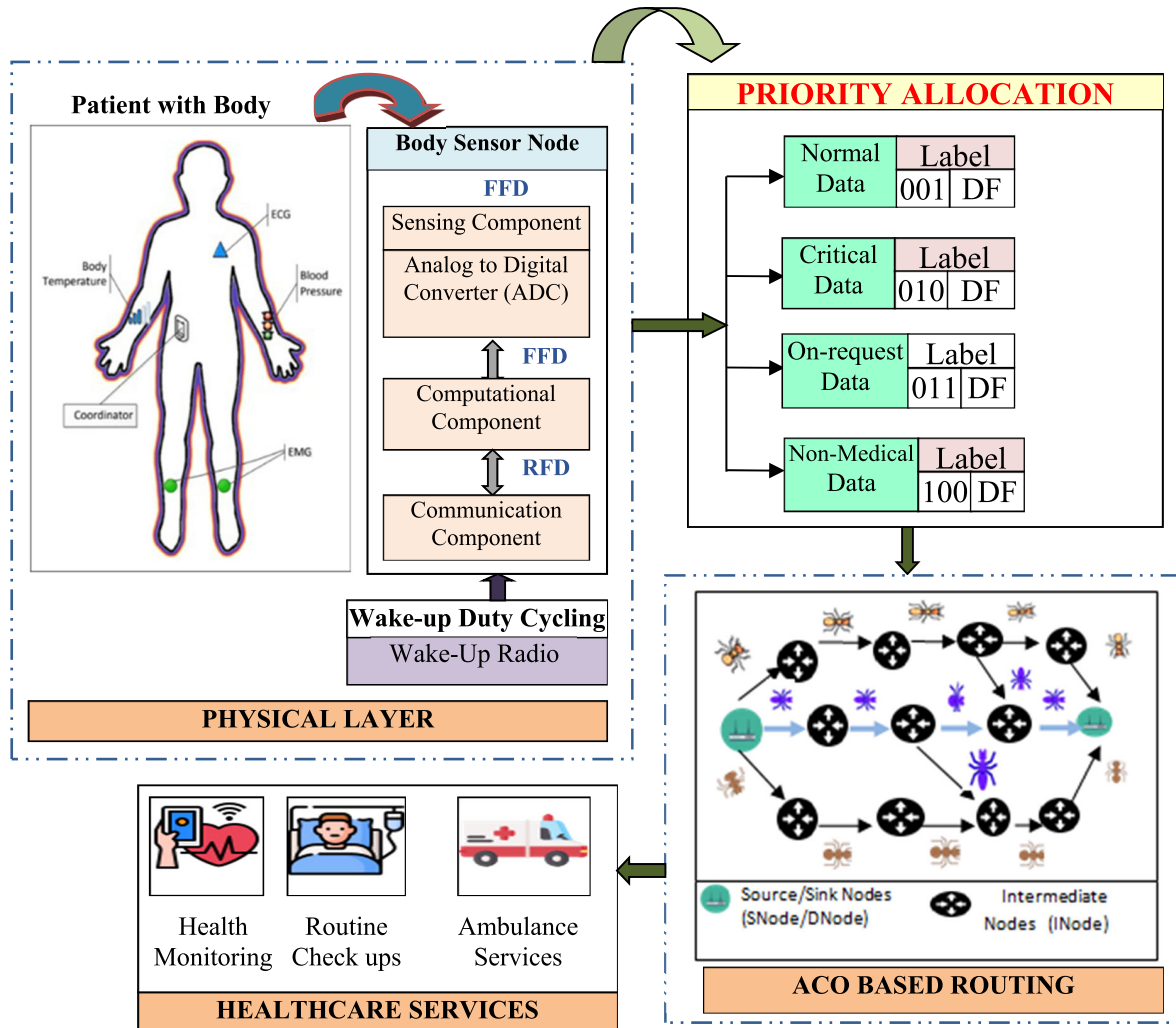 Patient with Body
ECG
Body
Temperature
Blood
Pressure
Coordinator
EMG
Body Sensor Node
FFD
Sensing Component
Analog to Digital
Converter (ADC)
FFD
Computational
Component
RFD
Communication
Component
Wake-up Duty Cycling
Wake-Up Radio
PHYSICAL LAYER
PRIORITY ALLOCATION
Normal
Data
Label
001 DF
Critical
Data
Label
010 DF
On-request
Data
Label
011 DF
Non-Medical
Data
Label
100 DF
Source/Sink Nodes
(SNode/DNode)
Intermediate
Nodes (INode)
ACO BASED ROUTING
Health
Monitoring
Routine
Check ups
Ambulance
Services
HEALTHCARE SERVICES